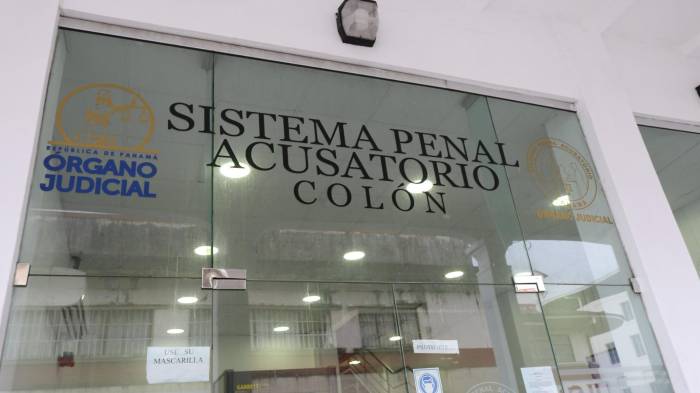 SISTEMA PENAL
ACUSATORIO
COLÓN
REPÚBLICA DE PANAMÁ
ÓRGANO
JUDICIAL
ÓRGANO JUDICIAL
USE SU
MASCARILLA